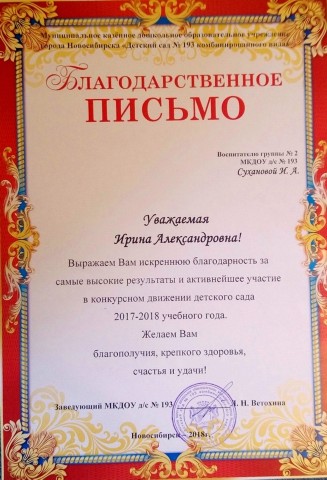 Муниципальное казённое дошкольное образовательное учреждение
города Новосибирска «Детский сад № 193 комбинированного вида»
БЛАГОДАРСТВЕННОЕ
ПИСЬМО
Воспитателю группы № 2
МКДОУ д/с № 193
Сухановой И. А.
Уважаемая
Ирина Александровна!
Выражаем Вам искреннюю благодарность за
самые высокие результаты и активнейшее участие
в конкурсном движении детского сада
2017-2018 учебного года.
Желаем Вам
благополучия, крепкого здоровья,
счастья и удачи!
Заведующий МКДОУ д/с № 193 Н. Ветохина
Новосибирск – 2018г.